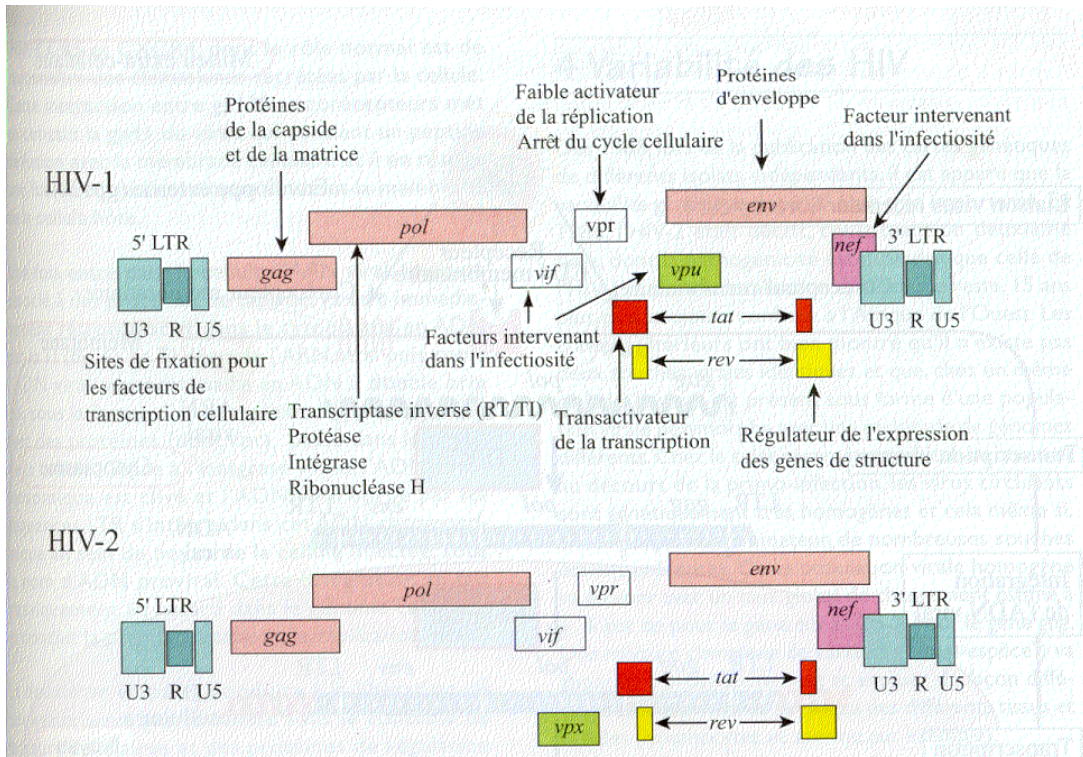 Protéines
de la capside
et de la matrice
Faible activateur
de la réplication
Arrêt du cycle cellulaire
Protéines
d'enveloppe
Facteur intervenant
dans l'infectiosité
HIV-1
pol
vpr
env
5' LTR
gag
vif
vpu
nef
3' LTR
U3 R U5
tat
U3 R U5
Sites de fixation pour
les facteurs de
transcription cellulaire
Facteurs intervenant
dans l'infectiosité
rev
Transcriptase inverse (RT/TI)
Protéase
Intégrase
Ribonucléase H
Transactivateur
de la transcription
Régulateur de l'expression
des gènes de structure
HIV-2
pol
vpr
env
5' LTR
gag
vif
nef
3' LTR
U3 R U5
tat
U3 R U5
vpx
rev